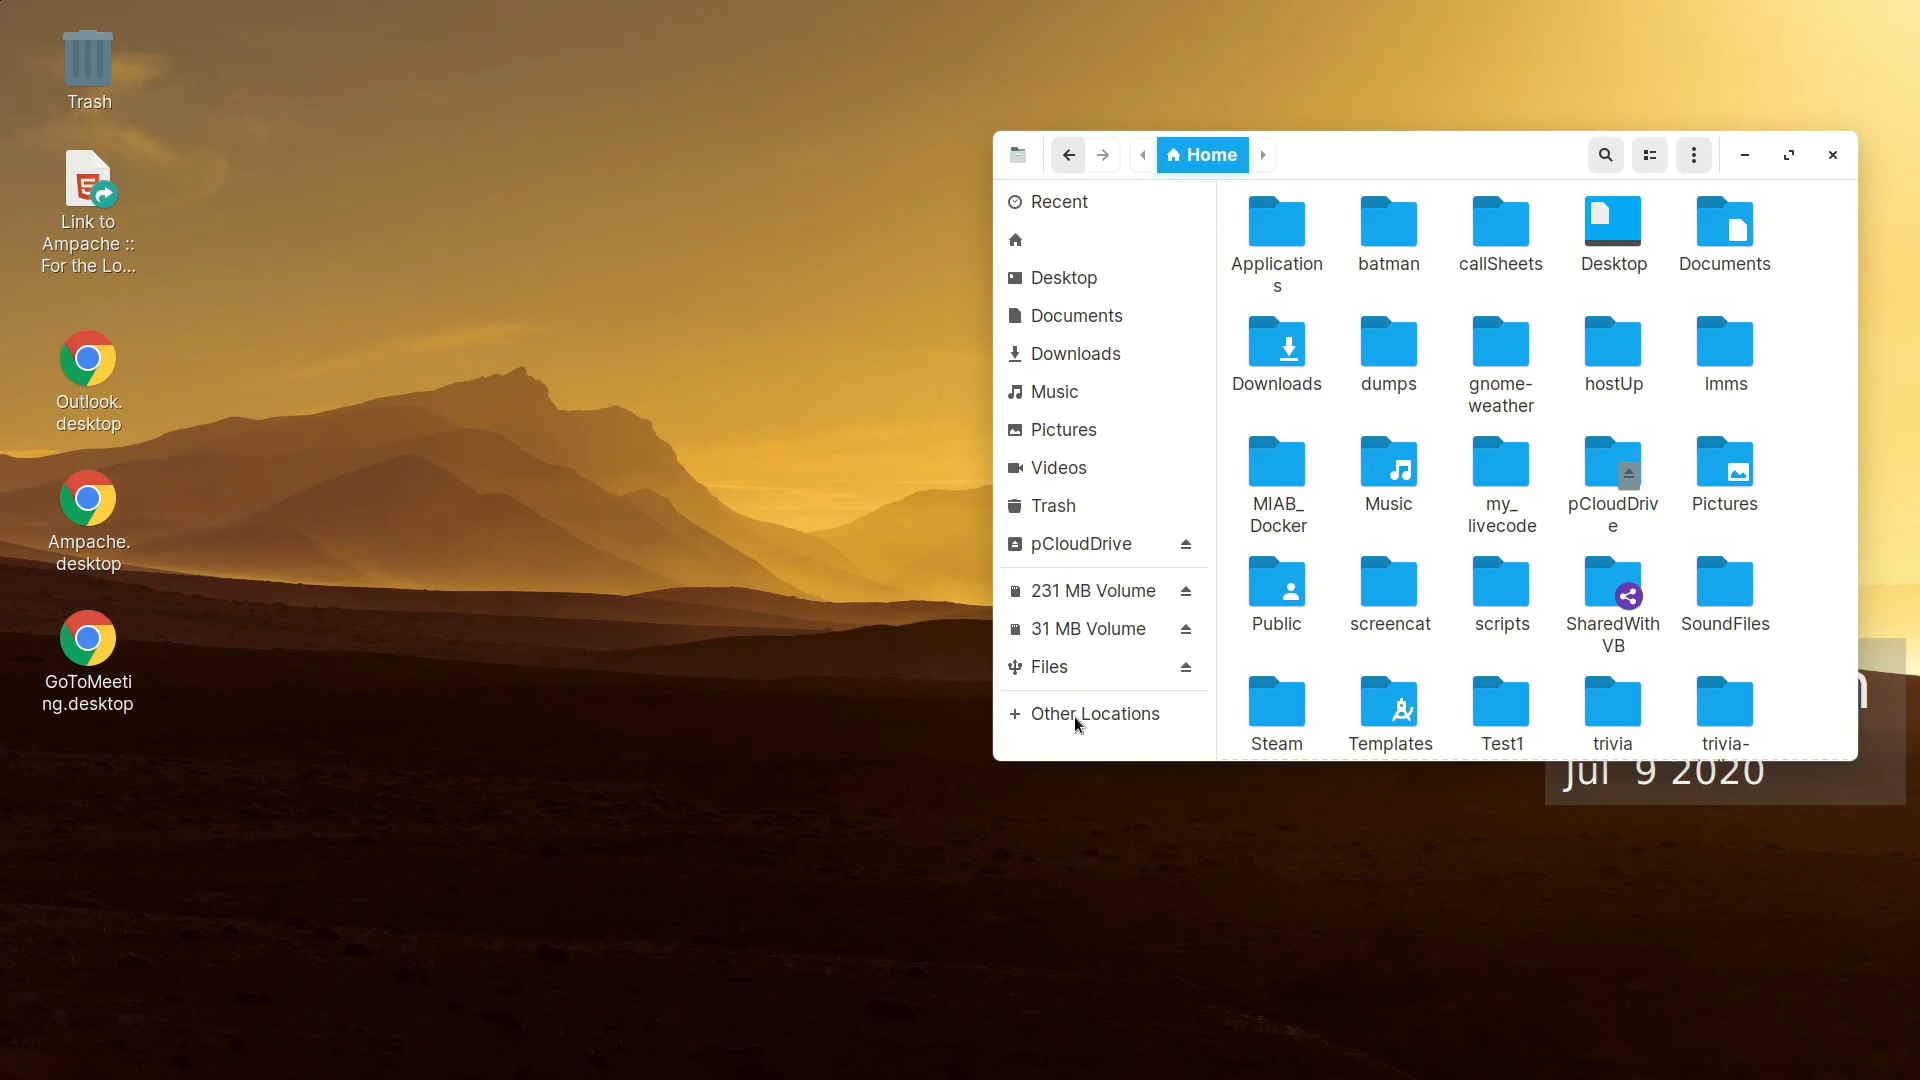 Trash
Link to
Ampache ::
For the Lo...
Outlook.
desktop
Ampache.
desktop
GoToMeeti
ng.desktop
Home
Recent
Desktop
Documents
Downloads
Music
Pictures
Videos
Trash
pCloudDrive
231 MB Volume
31 MB Volume
Files
Other Locations
Application
s
batman
callSheets
Desktop
Documents
Downloads
dumps
gnome-
weather
hostUp
lmms
MIAB_
Docker
Music
my_
livecode
pCloudDriv
e
Pictures
Public
screencat
scripts
SharedWith
VB
SoundFiles
Steam
Templates
Test1
trivia
trivia-
Jul 9 2020